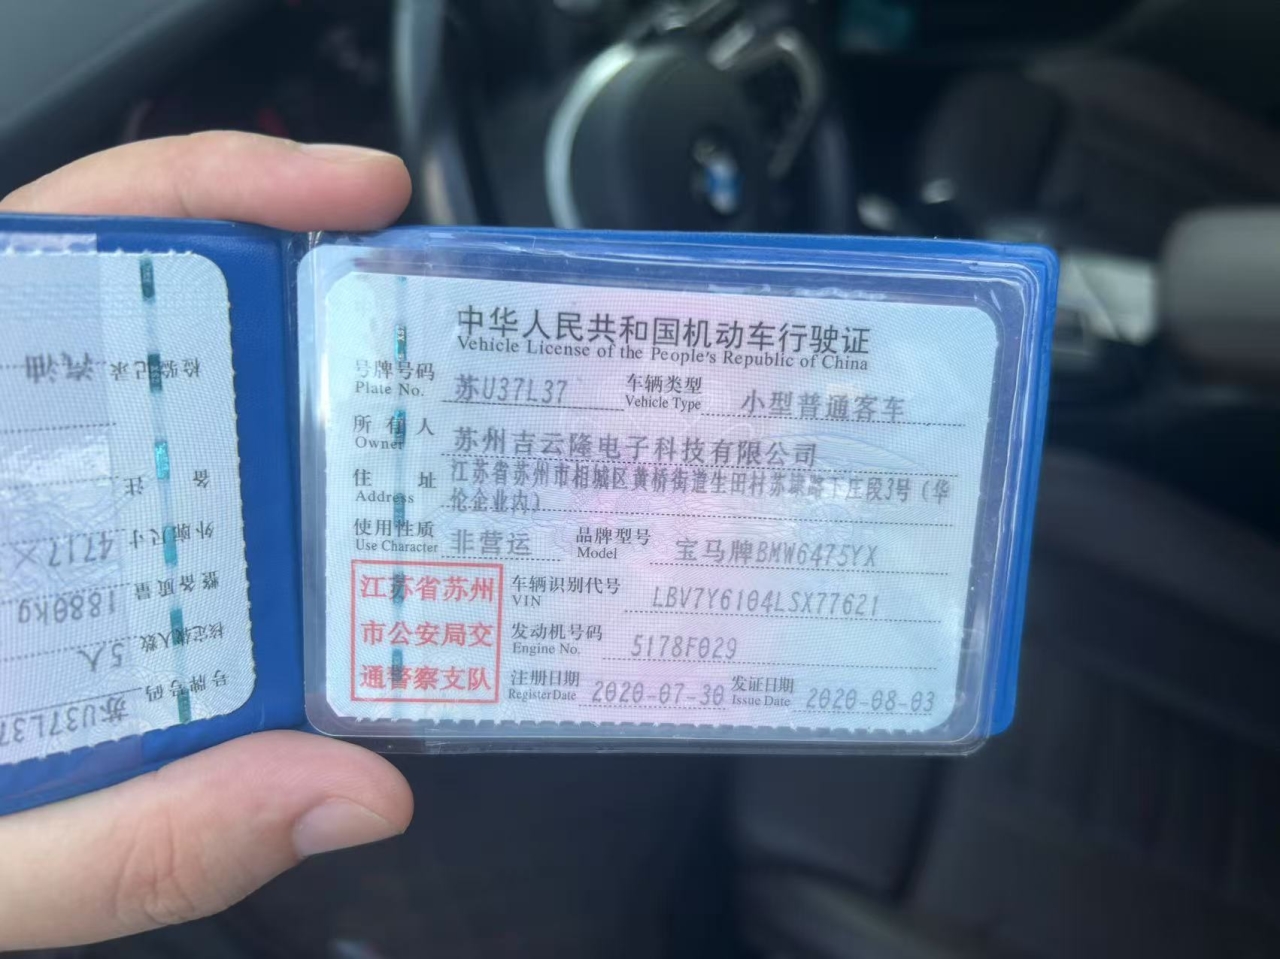 中华人民共和国机动车行驶证
Vehicle License of the People's Republic of China
号牌号码 Plate No. 苏U37L37 车辆类型 Vehicle Type 小型普通客车
所有人 Owner 苏州吉云隆电子科技有限公司
住址 Address 江苏省苏州市相城区黄桥街道生田村苏埭路下庄段3号（华
伦企业内）
使用性质 Use Character 非营运 品牌型号 Model 宝马牌BMW6475YX
江苏省苏州
市公安局交
通警察支队
车辆识别代号 VIN LBV7Y6104LSX77621
发动机号码 Engine No. 5178F029
注册日期 Register Date 2020-07-30 发证日期 Issue Date 2020-08-03
号牌号码 苏U37L37
核定载人数 5人
整备质量 1880kg
外廓尺寸 4717×
备注
检验记录 汽油